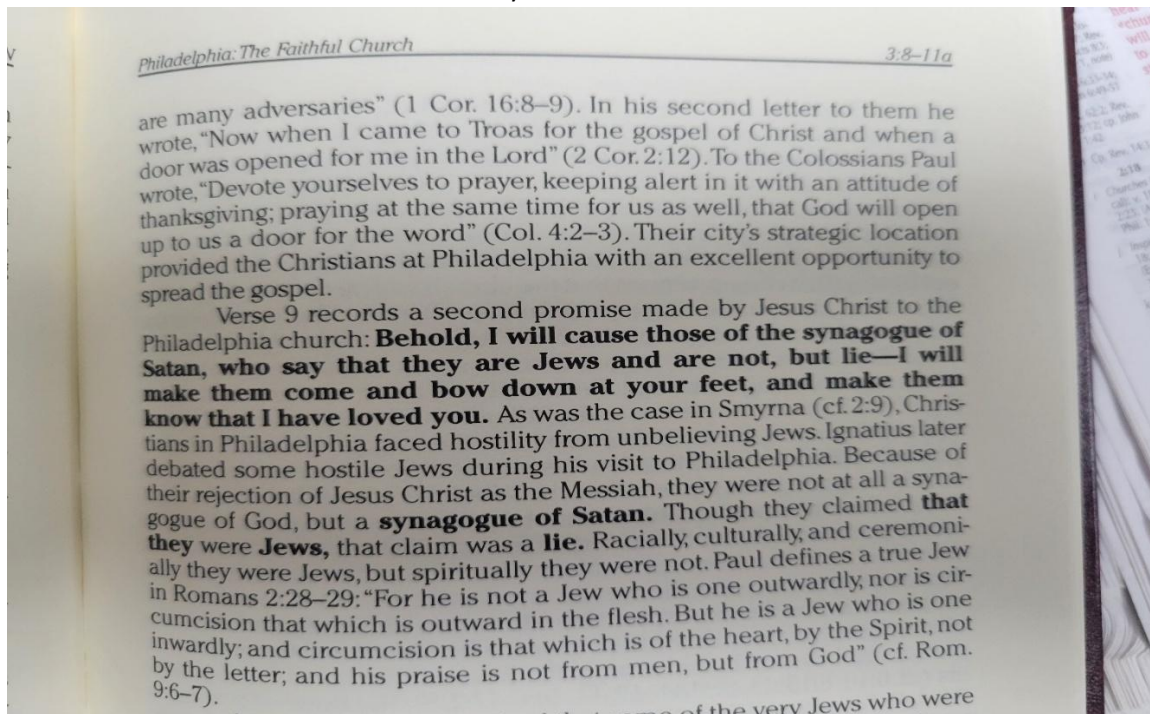 Philadelphia: The Faithful Church 3:8–11a
are many adversaries” (1 Cor. 16:8–9). In his second letter to them he
wrote, “Now when I came to Troas for the gospel of Christ and when a
door was opened for me in the Lord” (2 Cor. 2:12). To the Colossians Paul
wrote, “Devote yourselves to prayer, keeping alert in it with an attitude of
thanksgiving; praying at the same time for us as well, that God will open
up to us a door for the word” (Col. 4:2–3). Their city’s strategic location
provided the Christians at Philadelphia with an excellent opportunity to
spread the gospel.
Verse 9 records a second promise made by Jesus Christ to the
Philadelphia church: Behold, I will cause those of the synagogue of
Satan, who say that they are Jews and are not, but lie—I will
make them come and bow down at your feet, and make them
know that I have loved you. As was the case in Smyrna (cf. 2:9), Chris-
tians in Philadelphia faced hostility from unbelieving Jews. Ignatius later
debated some hostile Jews during his visit to Philadelphia. Because of
their rejection of Jesus Christ as the Messiah, they were not at all a syna-
gogue of God, but a synagogue of Satan. Though they claimed that
they were Jews, that claim was a lie. Racially, culturally, and ceremoni-
ally they were Jews, but spiritually they were not. Paul defines a true Jew
in Romans 2:28–29: “For he is not a Jew who is one outwardly, nor is cir-
cumcision that which is outward in the flesh. But he is a Jew who is one
inwardly; and circumcision is that which is of the heart, by the Spirit, not
by the letter; and his praise is not from men, but from God” (cf. Rom.
9:6–7).
of the very Jews who were